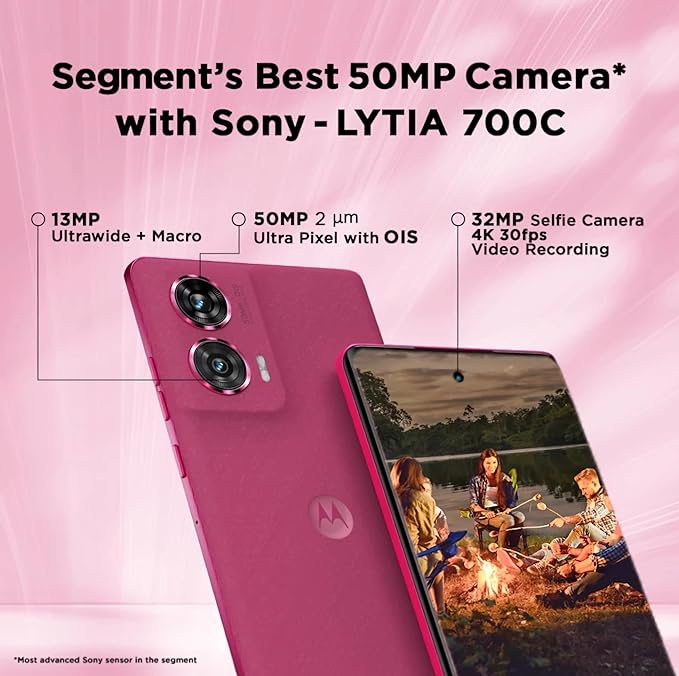 Segment's Best 50MP Camera*
with Sony - LYTIA 700C
13MP
Ultrawide + Macro
50MP 2 µm
Ultra Pixel with OIS
32MP Selfie Camera
4K 30fps
Video Recording
*Most advanced Sony sensor in the segment